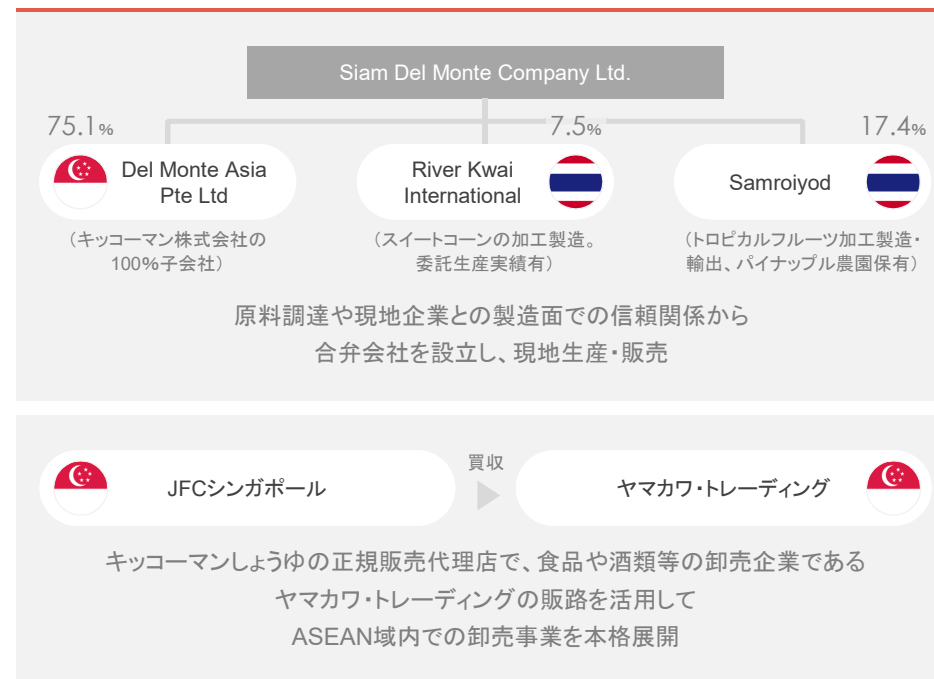 Siam Del Monte Company Ltd.
75.1%
7.5%
17.4%
Del Monte Asia
Pte Ltd
River Kwai
International
Samroiyod
（キッコーマン株式会社の
100%子会社）
（スイートコーンの加工製造。
委託生産実績有）
（トロピカルフルーツ加工製造・
輸出、パイナップル農園保有）
原料調達や現地企業との製造面での信頼関係から
合弁会社を設立し、現地生産・販売
JFCシンガポール
買収
ヤマカワ・トレーディング
キッコーマンしょうゆの正規販売代理店で、食品や酒類等の卸売企業である
ヤマカワ・トレーディングの販路を活用して
ASEAN域内での卸売事業を本格展開